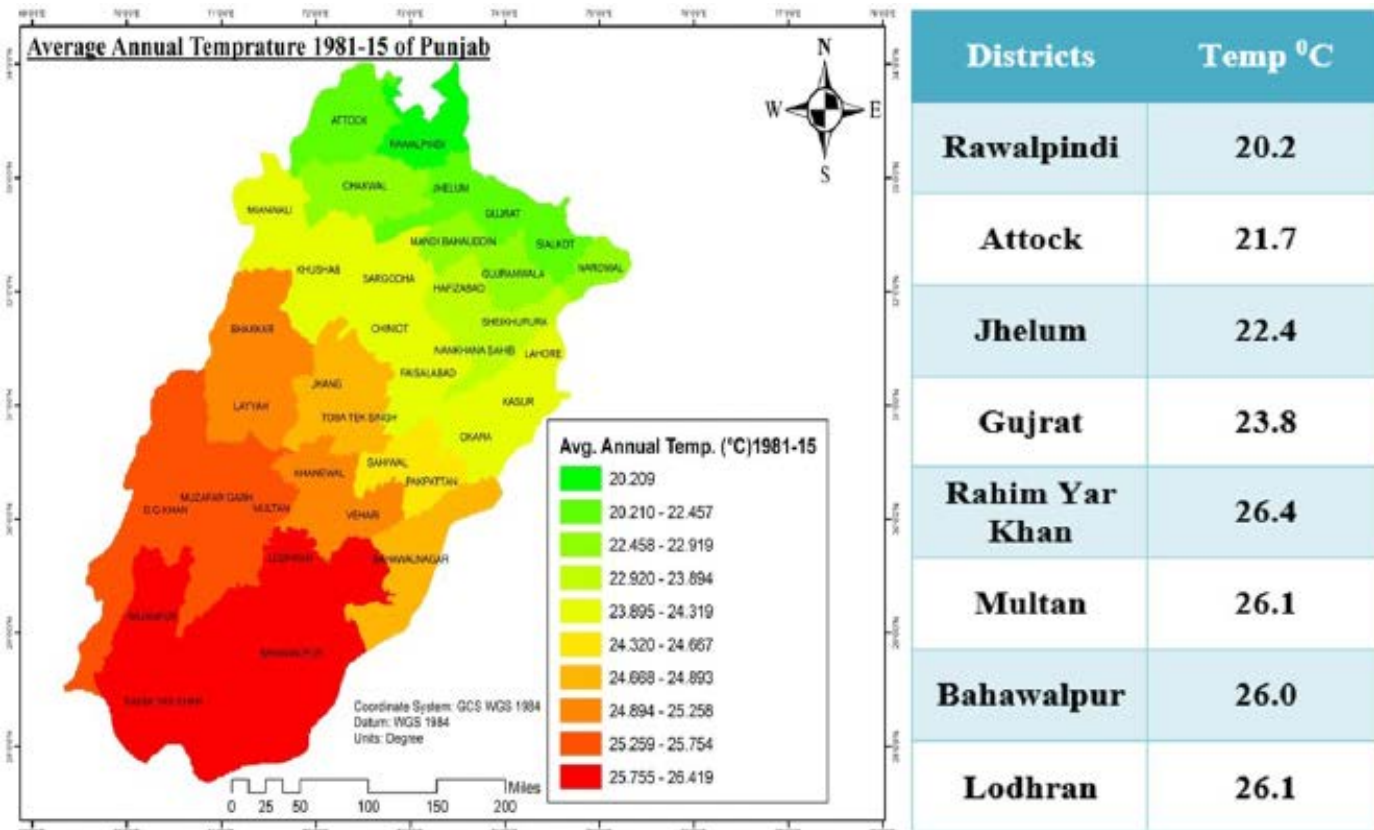 Average Annual Temprature 1981-15 of Punjab
N
W E
S
ATTOCK
RAWALPINDI
CHAKWAL
JHELUM
MIANWALI
GUJRAT
MANDI BAHAUDDIN
SIALKOT
NAROWAL
KHUSHAB
SARGODHA
GUJRANWALA
HAFIZABAD
BHAKKAR
CHINIOT
SHEIKHUPURA
NANKHANA SAHIB
LAHORE
FAISALABAD
JHANG
LAYYAH
TOBA TEK SINGH
KASUR
OKARA
SAHIWAL
KHANEWAL
PAKPATTAN
MUZAFAR GARH
D.G KHAN
MULTAN
VEHARI
LODHRAN
BAHAWALNAGAR
RAJANPUR
BAHAWALPUR
RAHIM YAR KHAN
Avg. Annual Temp. (°C)1981-15
20.209
20.210 - 22.457
22.458 - 22.919
22.920 - 23.894
23.895 - 24.319
24.320 - 24.667
24.668 - 24.893
24.894 - 25.258
25.259 - 25.754
25.755 - 26.419
Coordinate System: GCS WGS 1984
Datum: WGS 1984
Units: Degree
Miles
0 25 50 100 150 200
Districts Temp ⁰C
Rawalpindi 20.2
Attock 21.7
Jhelum 22.4
Gujrat 23.8
Rahim Yar
Khan 26.4
Multan 26.1
Bahawalpur 26.0
Lodhran 26.1